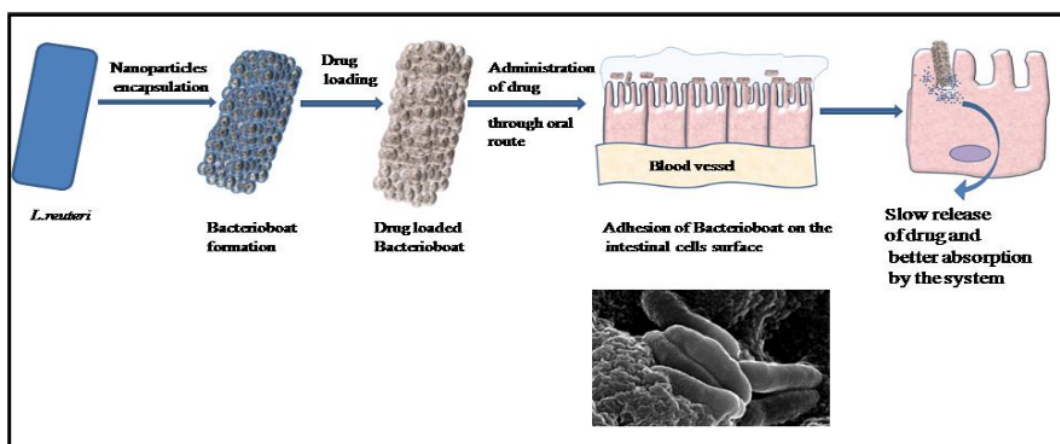 Nanoparticles
encapsulation
Drug
loading
Administration
of drug
through oral
route
Blood vessel
L.reuteri
Bacterioboat
formation
Drug loaded
Bacterioboat
Adhesion of Bacterioboat on the
intestinal cells surface
Slow release
of drug and
better absorption
by the system